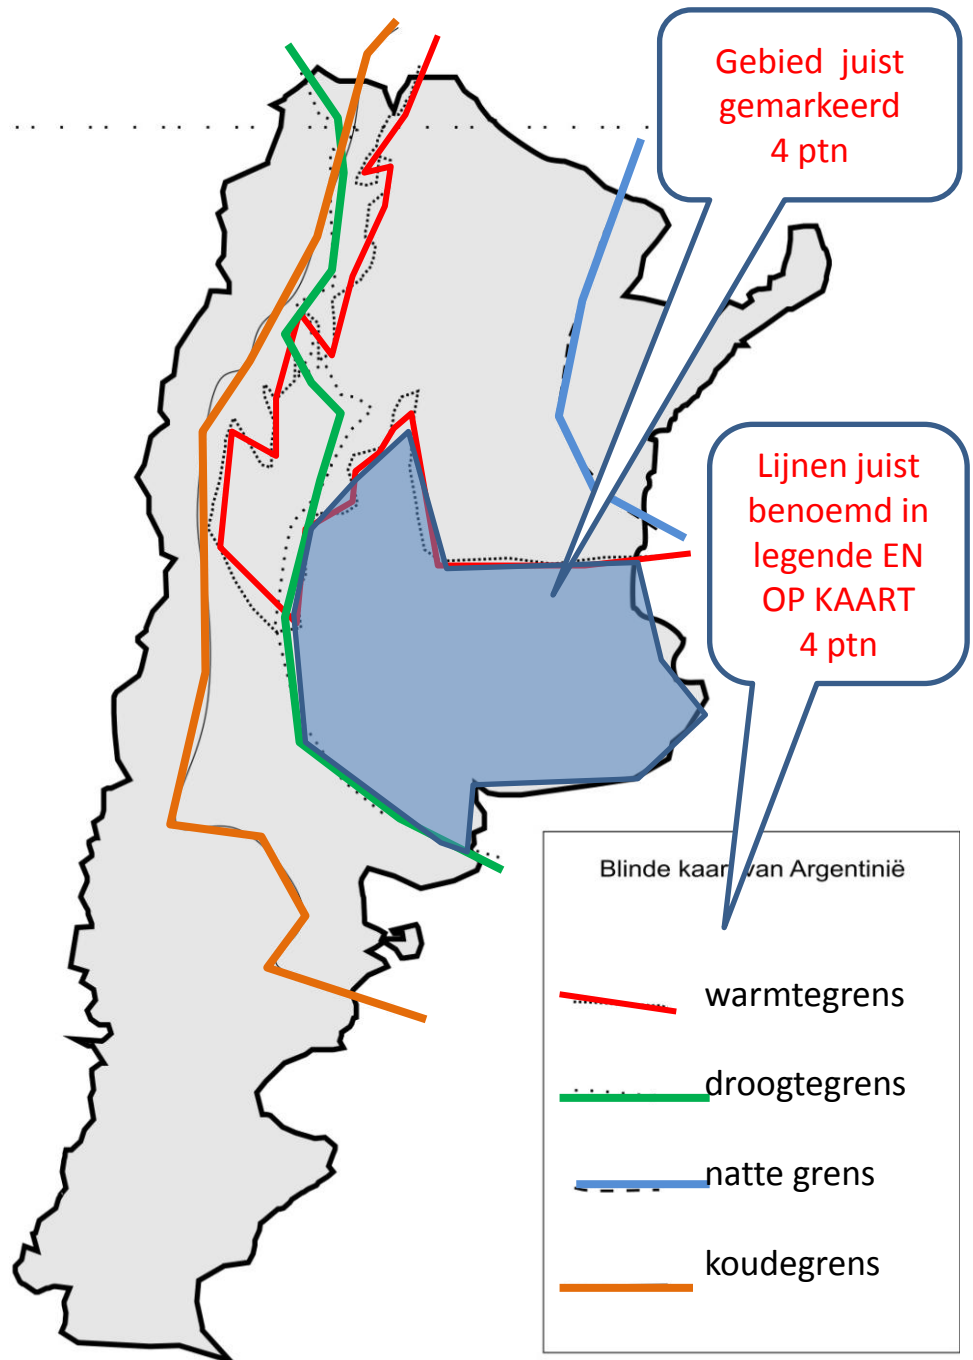 Gebied juist
gemarkeerd
4 ptn
Lijnen juist
benoemd in
legende EN
OP KAART
4 ptn
Blinde kaart van Argentinië
warmtegrens
droogtegrens
natte grens
koudegrens